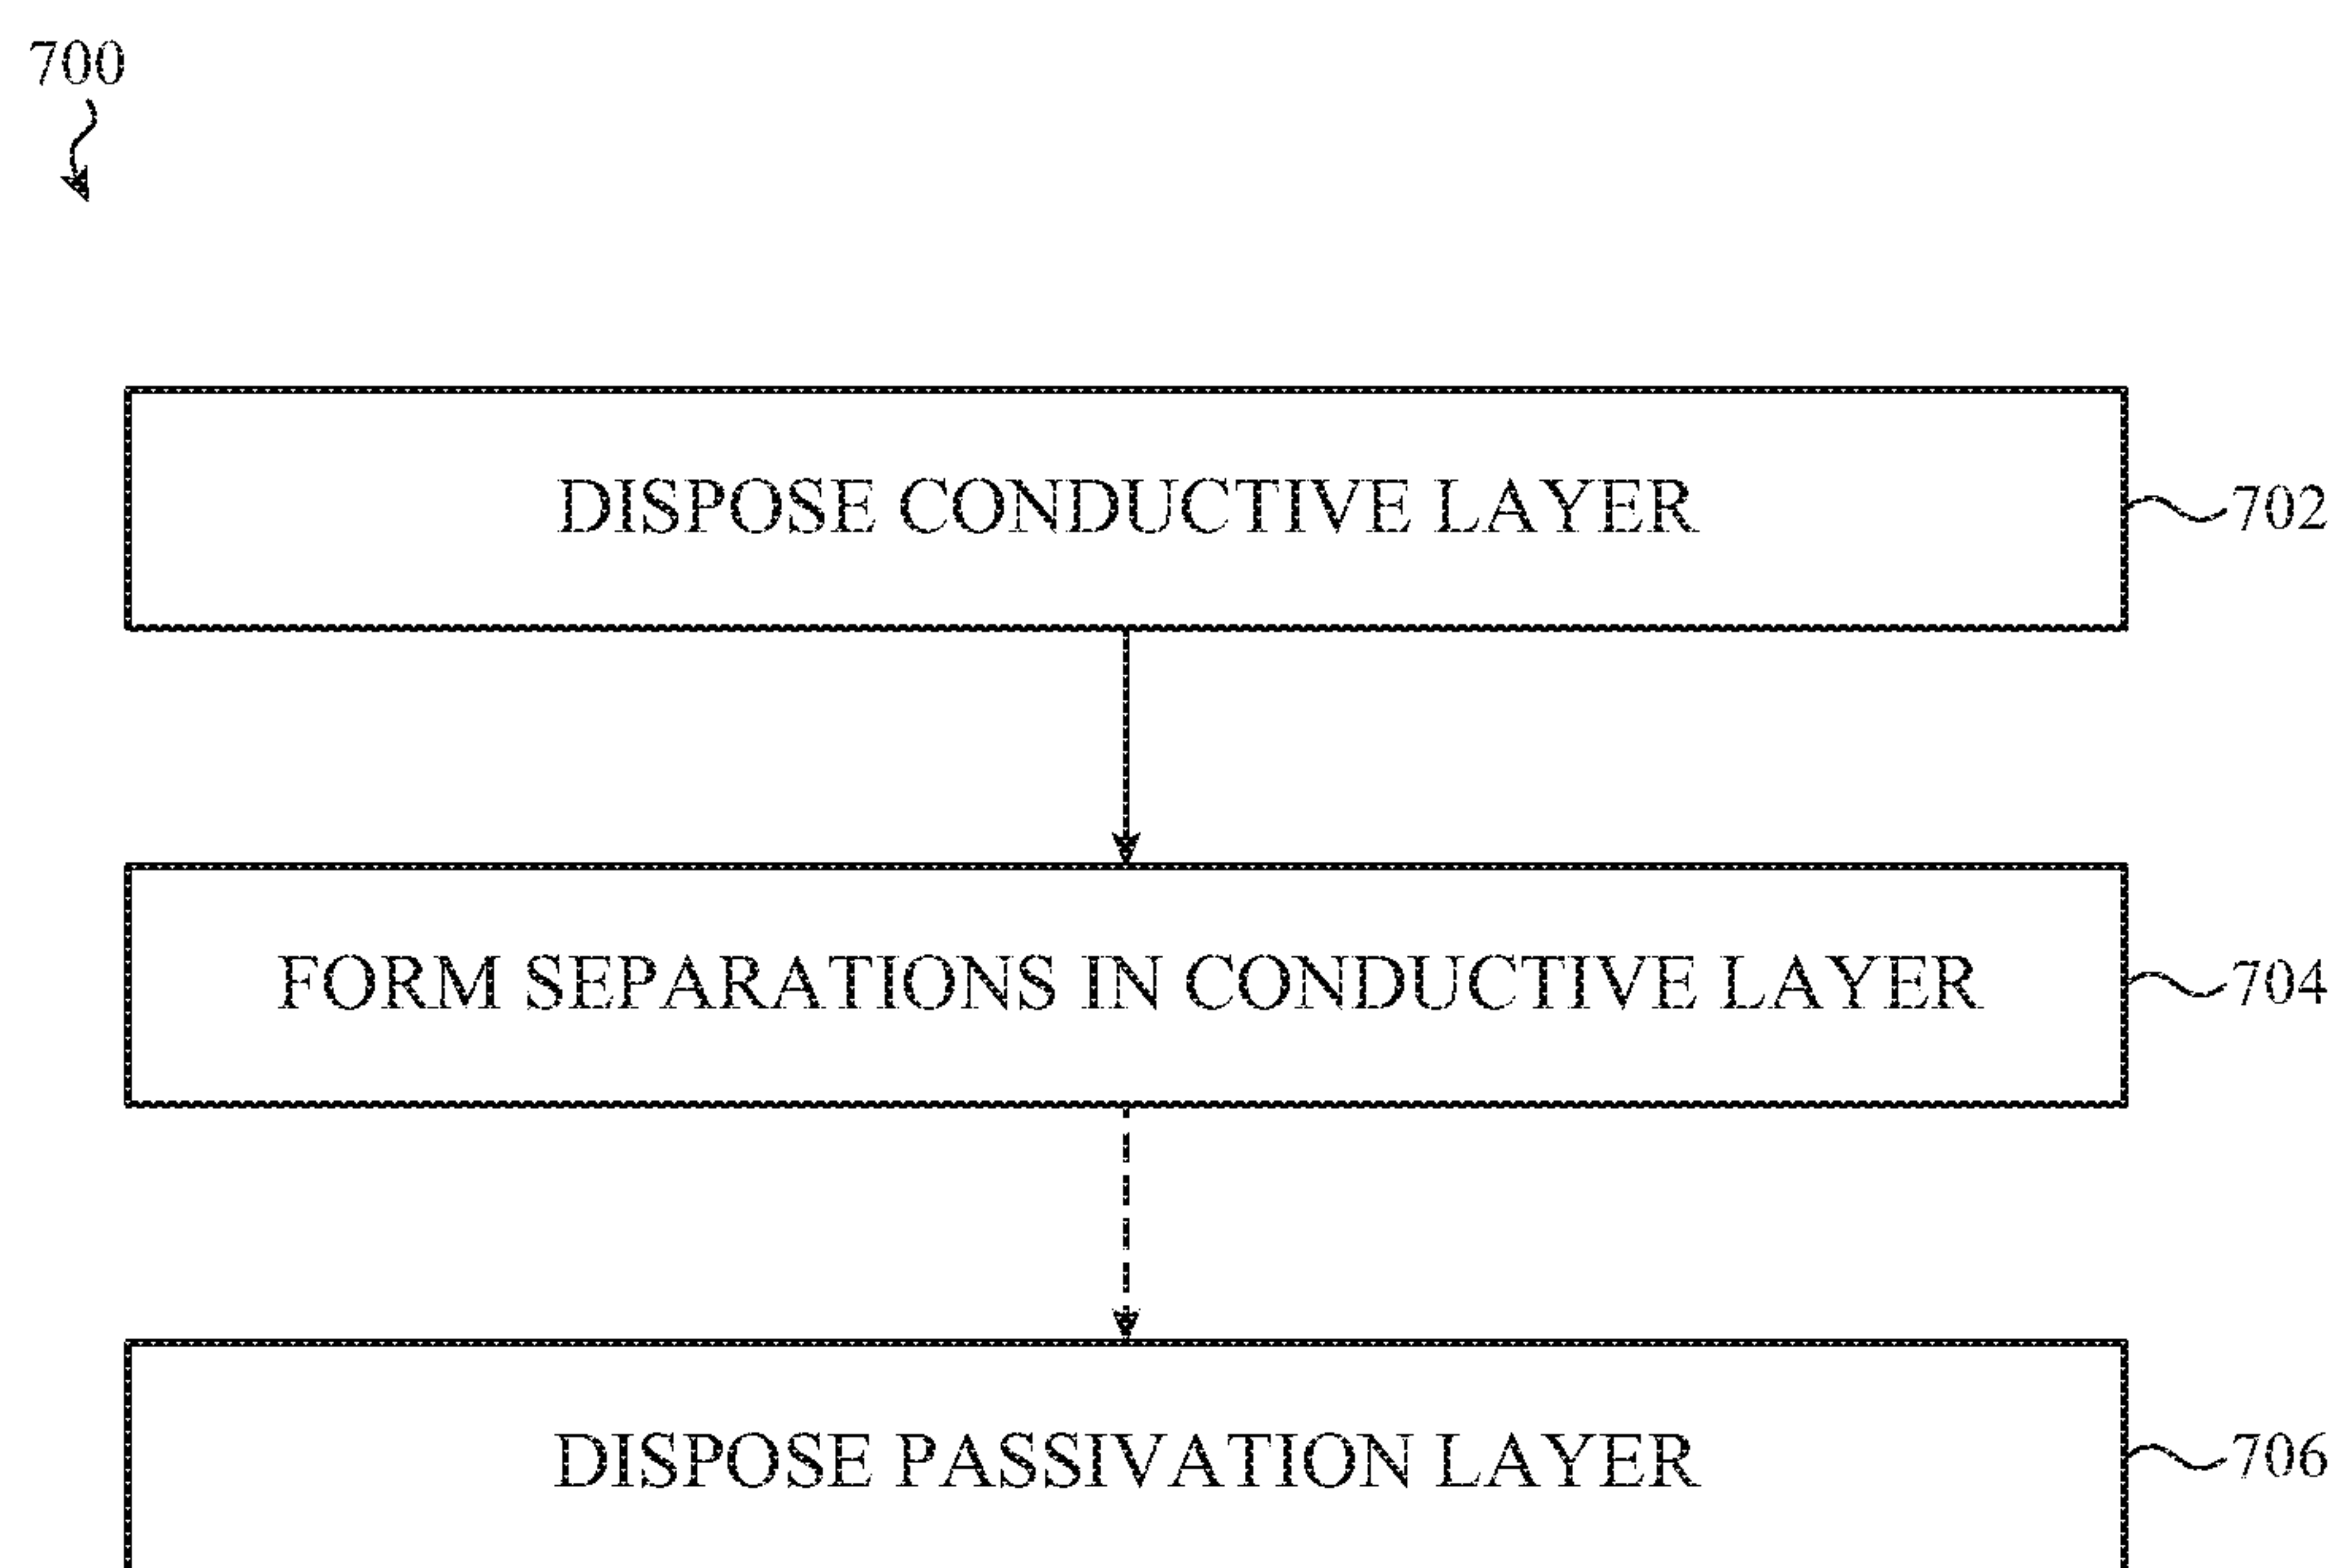 700
DISPOSE CONDUCTIVE LAYER
702
FORM SEPARATIONS IN CONDUCTIVE LAYER
704
DISPOSE PASSIVATION LAYER
706